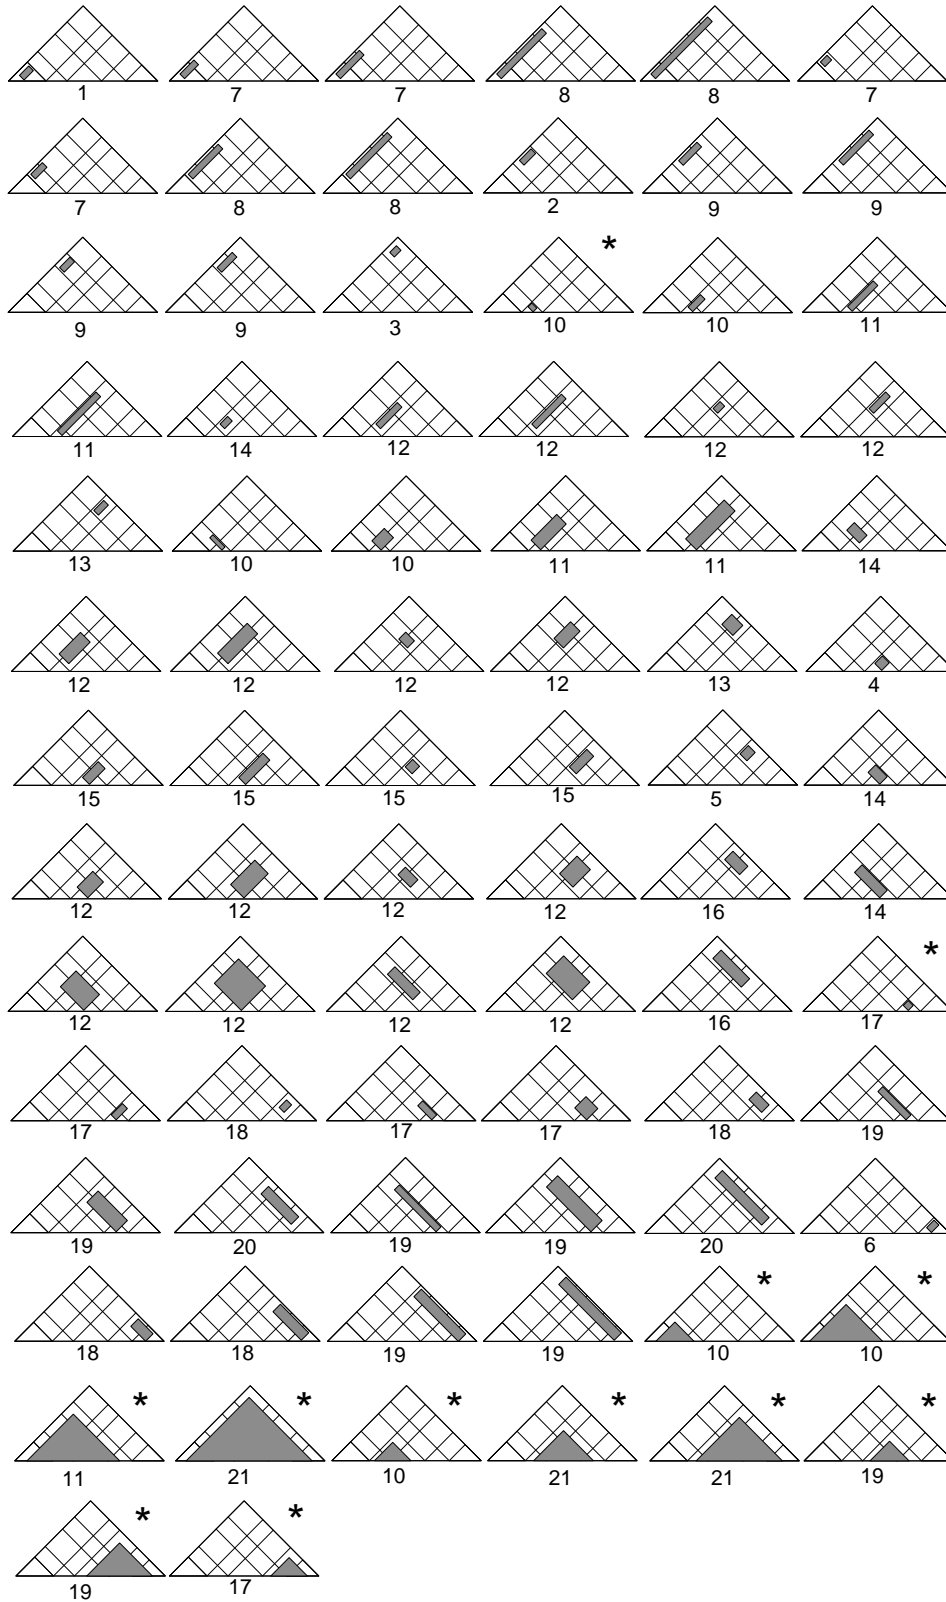 1 7 7 8 8 7
7 8 8 2 9 9
*
9 9 3 10 10 11
11 14 12 12 12 12
13 10 10 11 11 14
12 12 12 12 13 4
15 15 15 15 5 14
12 12 12 12 16 14
*
12 12 12 12 16 17
17 18 17 17 18 19
19 20 19 19 20 6
* *
18 18 19 19 10 10
* * * * * *
11 21 10 21 21 19
* *
19 17